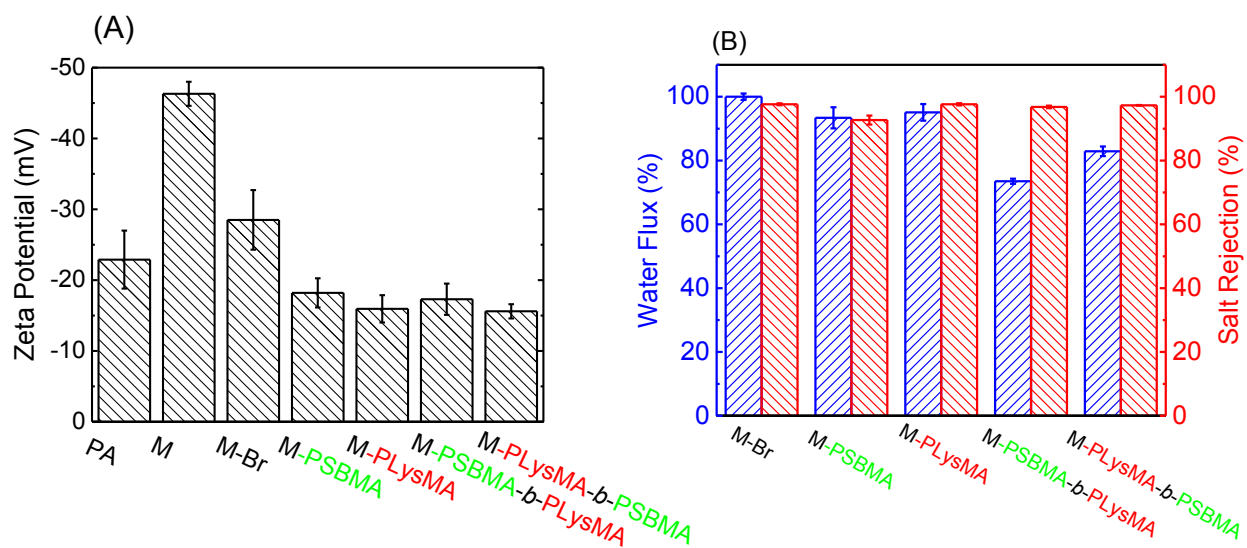 (A)
Zeta Potential (mV)
-50
-40
-30
-20
-10
0
PA
M
M-Br
M-PSBMA
M-PLysMA
M-PSBMA-b-PLysMA
M-PLysMA-b-PSBMA
(B)
Water Flux (%)
100
80
60
40
20
0
100
80
60
40
20
0
Salt Rejection (%)
M-Br
M-PSBMA
M-PLysMA
M-PSBMA-b-PLysMA
M-PLysMA-b-PSBMA